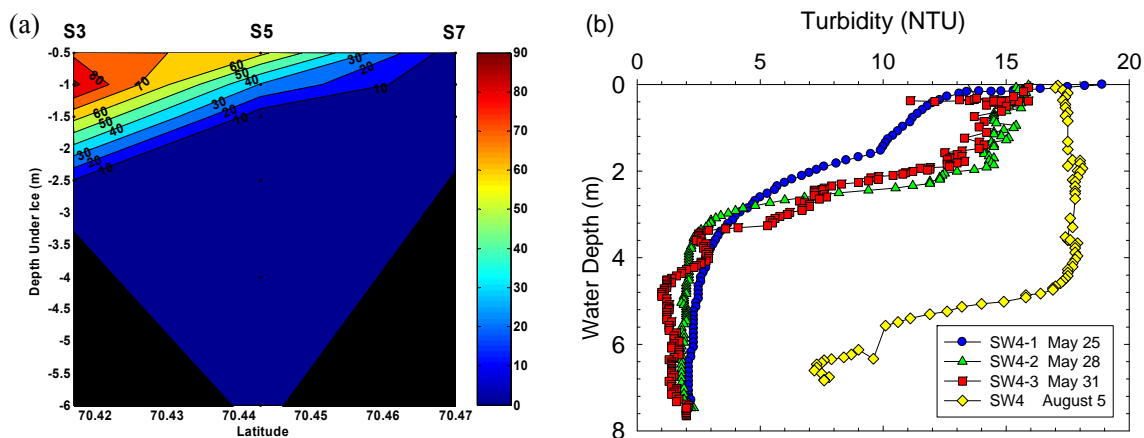 (a)
S3 S5 S7
-0.5
-1
-1.5
-2
-2.5
-3
-3.5
-4
-4.5
-5
-5.5
-6
Depth Under Ice (m)
80 70 60 50 40 30 20 10
60 50 40 30 20 10
30 20 10
30 20 10
70.42 70.43 70.44 70.45 70.46 70.47
Latitude
90
80
70
60
50
40
30
20
10
0
(b)
Turbidity (NTU)
0 5 10 15 20
0
2
4
6
8
Water Depth (m)
SW4-1 May 25
SW4-2 May 28
SW4-3 May 31
SW4 August 5